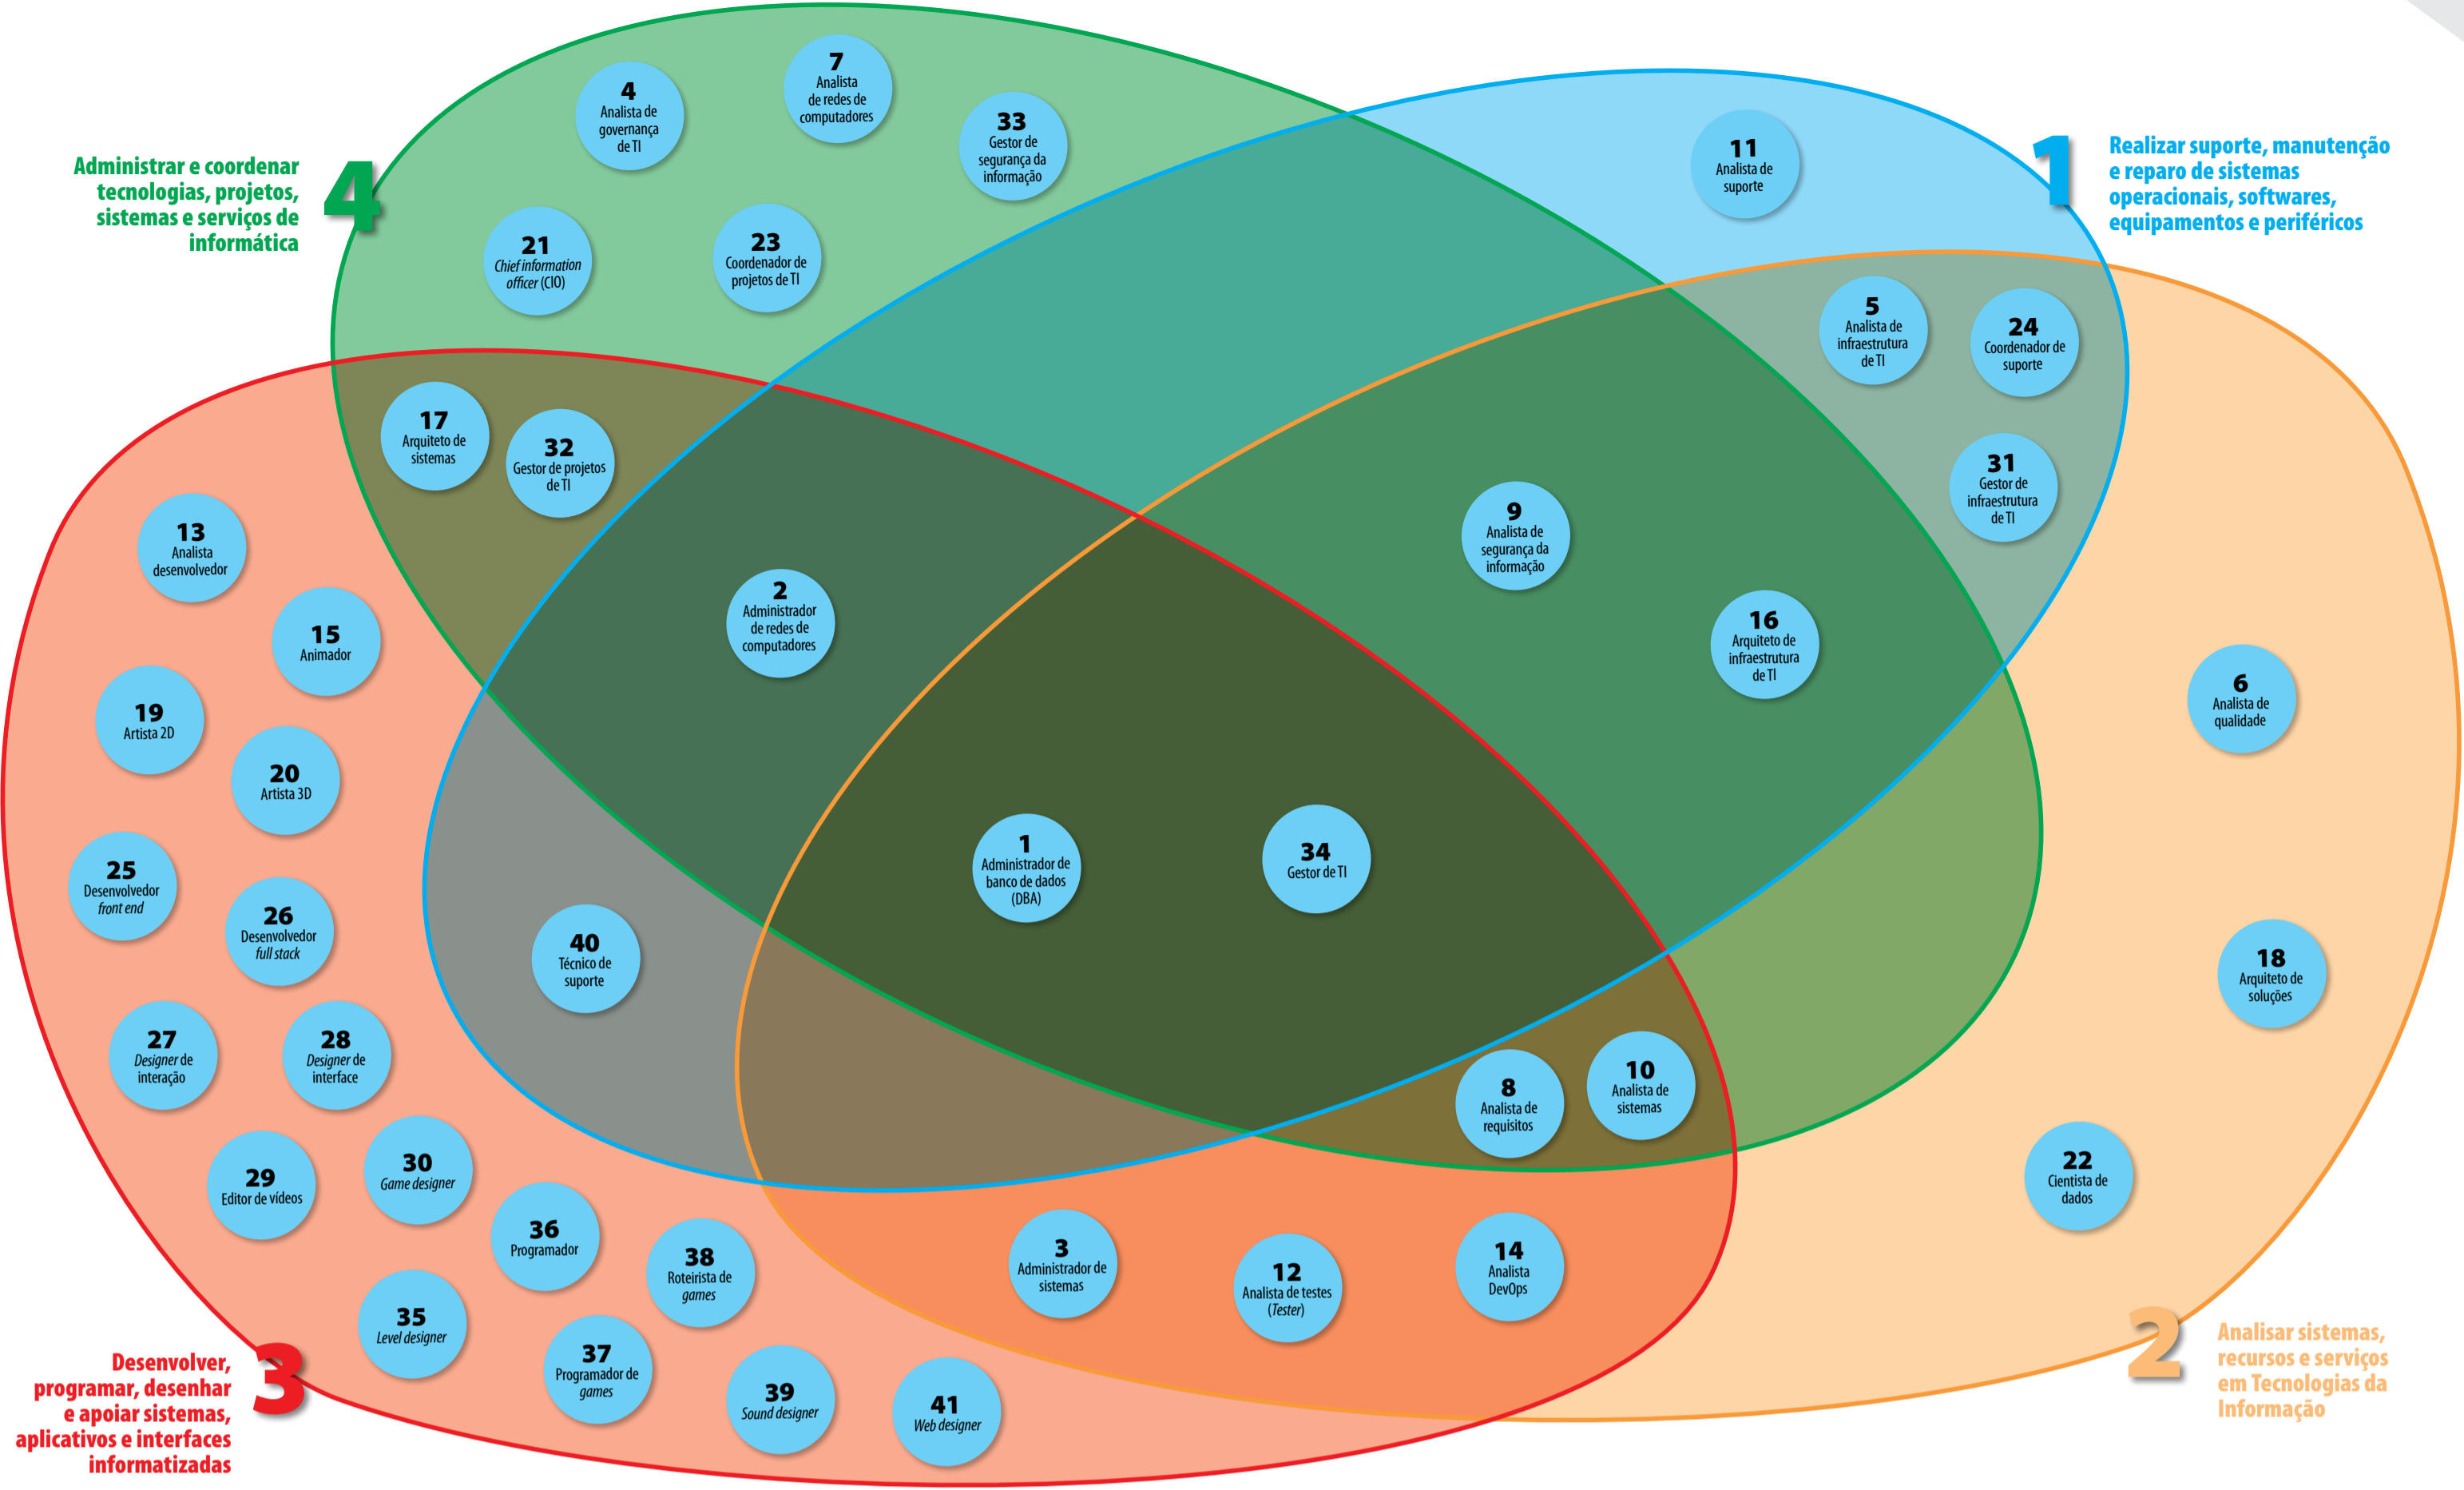 4
Administrar e coordenar
tecnologias, projetos,
sistemas e serviços de
informática
1
Realizar suporte, manutenção
e reparo de sistemas
operacionais, softwares,
equipamentos e periféricos
3
Desenvolver,
programar, desenhar
e apoiar sistemas,
aplicativos e interfaces
informatizadas
2
Analisar sistemas,
recursos e serviços
em Tecnologias da
Informação
4
Analista de
governança
de TI
7
Analista
de redes de
computadores
33
Gestor de
segurança da
informação
21
Chief information
officer (CIO)
23
Coordenador de
projetos de TI
11
Analista de
suporte
5
Analista de
infraestrutura
de TI
24
Coordenador de
suporte
31
Gestor de
infraestrutura
de TI
17
Arquiteto de
sistemas
32
Gestor de projetos
de TI
2
Administrador
de redes de
computadores
9
Analista de
segurança da
informação
16
Arquiteto de
infraestrutura
de TI
13
Analista
desenvolvedor
15
Animador
19
Artista 2D
20
Artista 3D
25
Desenvolvedor
front end
26
Desenvolvedor
full stack
27
Designer de
interação
28
Designer de
interface
29
Editor de vídeos
30
Game designer
36
Programador
38
Roteirista de
games
35
Level designer
37
Programador de
games
39
Sound designer
41
Web designer
40
Técnico de
suporte
1
Administrador de
banco de dados
(DBA)
34
Gestor de TI
8
Analista de
requisitos
10
Analista de
sistemas
3
Administrador de
sistemas
12
Analista de testes
(Tester)
14
Analista
DevOps
6
Analista de
qualidade
18
Arquiteto de
soluções
22
Cientista de
dados